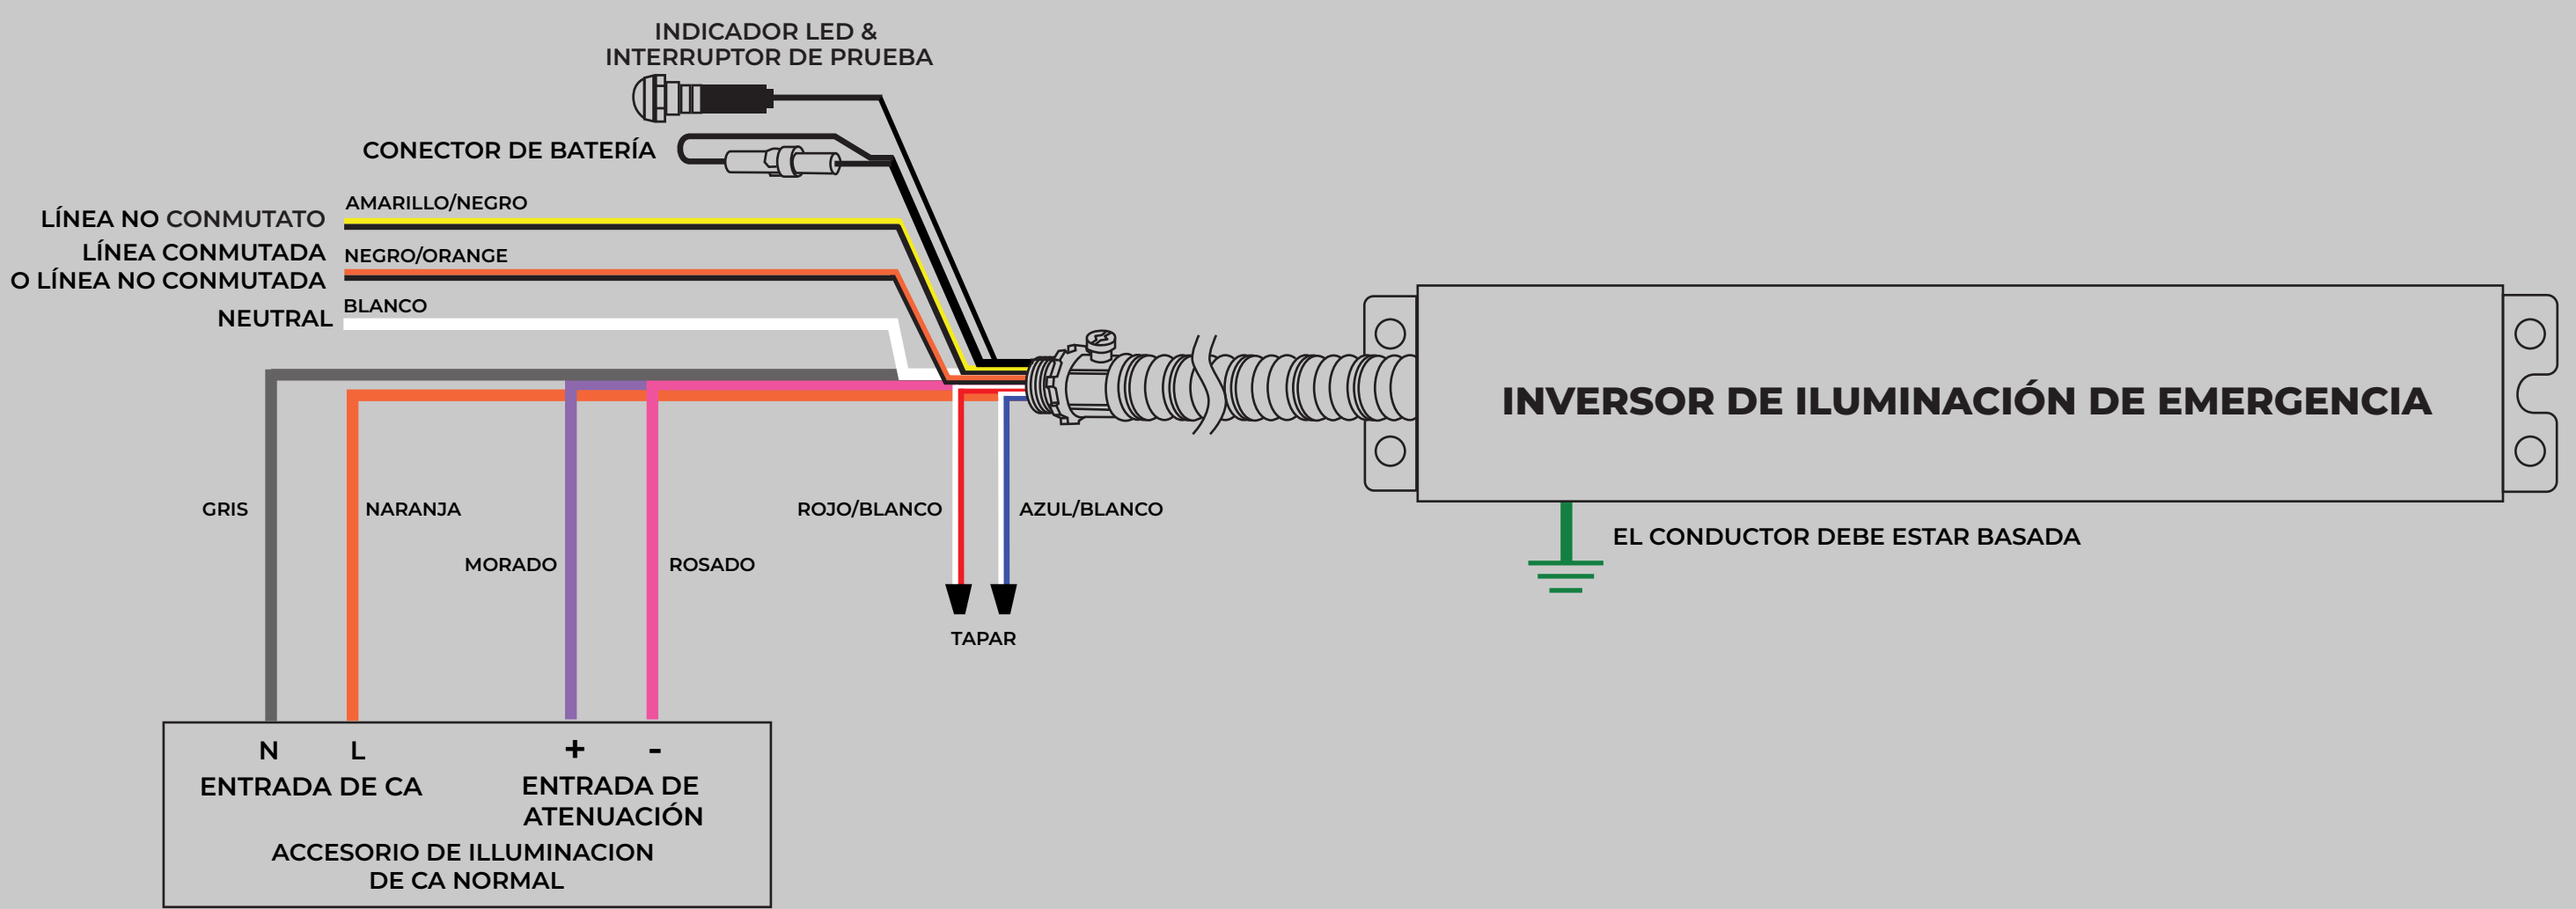 INDICADOR LED &
INTERRUPTOR DE PRUEBA
CONECTOR DE BATERÍA
AMARILLO/NEGRO
LÍNEA NO CONMUTATO
LÍNEA CONMUTADA
O LÍNEA NO CONMUTADA
NEGRO/ORANGE
BLANCO
NEUTRAL
INVERSOR DE ILUMINACIÓN DE EMERGENCIA
GRIS
NARANJA
MORADO
ROSADO
ROJO/BLANCO
AZUL/BLANCO
TAPAR
EL CONDUCTOR DEBE ESTAR BASADA
N L + -
ENTRADA DE CA
ENTRADA DE
ATENUACIÓN
ACCESORIO DE ILLUMINACION
DE CA NORMAL